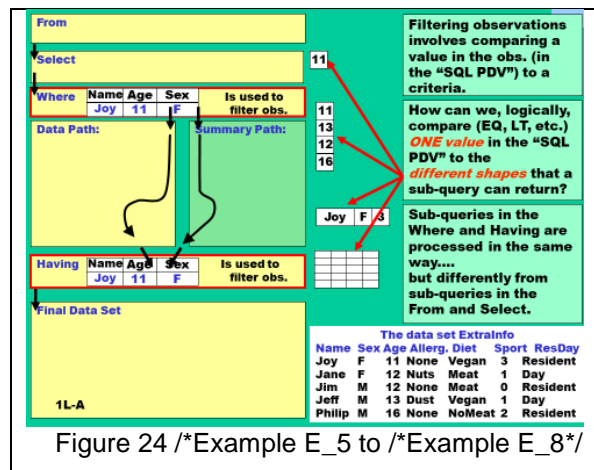 From
Select
Where Name Age Sex Is used to
Joy 11 F filter obs.
Data Path: Summary Path:
Having Name Age Sex Is used to
Joy 11 F filter obs.
Final Data Set
1L-A
11
11
13
12
16
Joy F 3
Filtering observations
involves comparing a
value in the obs. (in
the “SQL PDV”) to a
criteria.
How can we, logically,
compare (EQ, LT, etc.)
ONE value in the “SQL
PDV” to the
different shapes that a
sub-query can return?
Sub-queries in the
Where and Having are
processed in the same
way....
but differently from
sub-queries in the
From and Select.
The data set ExtraInfo
Name Sex Age Allerg. Diet Sport ResDay
Joy F 11 None Vegan 3 Resident
Jane F 12 Nuts Meat 1 Day
Jim M 12 None Meat 0 Resident
Jeff M 13 Dust Vegan 1 Day
Philip M 16 None NoMeat 2 Resident
Figure 24 /*Example E_5 to /*Example E_8*/